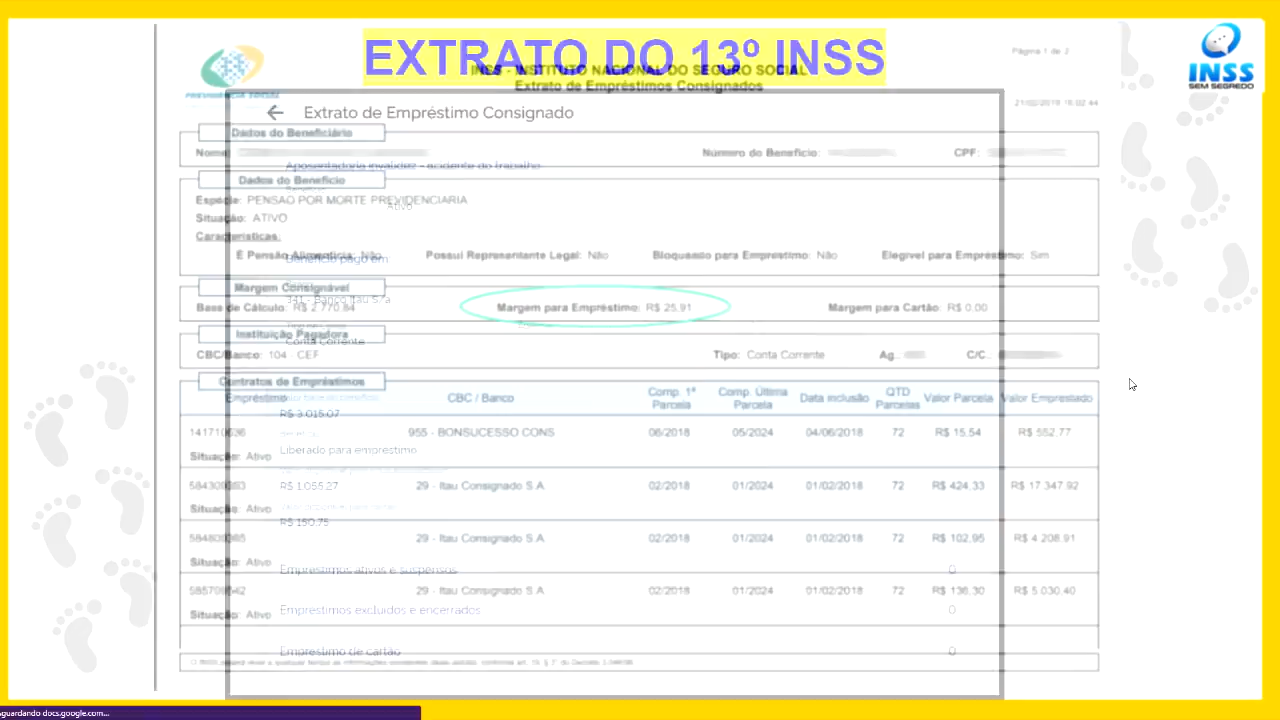 EXTRATO DO 13º INSS
INSS - INSTITUTO NACIONAL DO SEGURO SOCIAL
Extrato de Empréstimos Consignados
Página 1 de 2
INSS
SEM SEGREDO
PREVIDÊNCIA SOCIAL
21/02/2019 16:02:44
Extrato de Empréstimo Consignado
Dados do Beneficiário
Nome: Número do Benefício: CPF:
Aposentadoria invalidez - acidente do trabalho
Dados do Benefício
Espécie: PENSAO POR MORTE PREVIDENCIARIA
Ativo
Situação: ATIVO
Características:
É Pensão Alimentícia: Não Possui Representante Legal: Não Bloqueado para Empréstimo: Não Elegível para Empréstimo: Sim
Benefício pago em:
Margem Consignável
341 - Banco Itau S/a
Base de Cálculo: R$ 2.770,84 Margem para Empréstimo: R$ 25,91 Margem para Cartão: R$ 0,00
Instituição Pagadora
Conta Corrente
CBC/Banco: 104 - CEF Tipo: Conta Corrente Ag.: C/C.:
Contratos de Empréstimos
Empréstimo CBC / Banco Comp. 1ª Parcela Comp. Última Parcela Data inclusão QTD Parcelas Valor Parcela Valor Emprestado
R$ 3.015,07
955 - BONSUCESSO CONS 06/2018 05/2024 04/06/2018 72 R$ 15,54 R$ 552,77
Liberado para empréstimo
Situação: Ativo
R$ 1.055,27
29 - Itau Consignado S.A 02/2018 01/2024 01/02/2018 72 R$ 424,33 R$ 17.347,92
Situação: Ativo
R$ 150,75
29 - Itau Consignado S.A 02/2018 01/2024 01/02/2018 72 R$ 102,95 R$ 4.208,91
Situação: Ativo
Empréstimos ativos e suspensos 0
29 - Itau Consignado S.A 02/2018 01/2024 01/02/2018 72 R$ 136,30 R$ 5.030,40
Situação: Ativo
Empréstimos excluídos e encerrados 0
Empréstimo de cartão 0
aguardando docs.google.com...